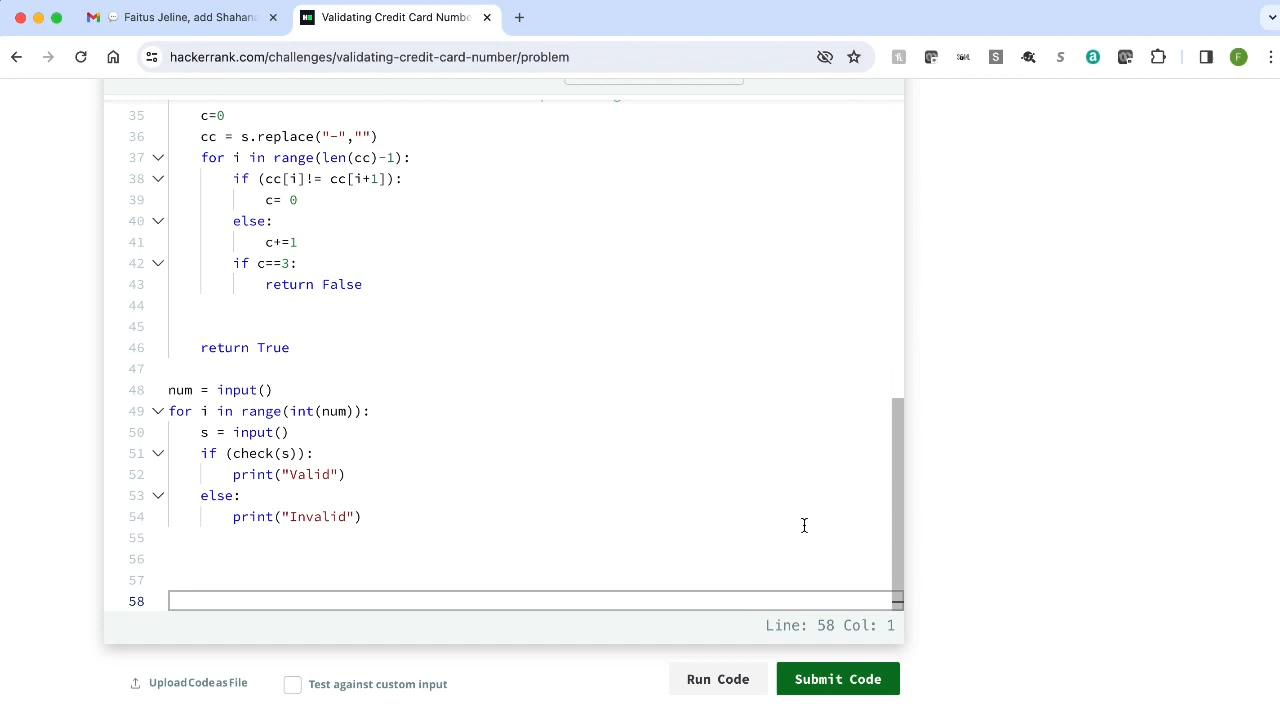 Faitus Jeline, add Shahan
Validating Credit Card Numbe
hackerrank.com/challenges/validating-credit-card-number/problem
35 c=0
36 cc = s.replace("-","")
37 for i in range(len(cc)-1):
38 if (cc[i]!= cc[i+1]):
39 c= 0
40 else:
41 c+=1
42 if c==3:
43 return False
44
45
46 return True
47
48 num = input()
49 for i in range(int(num)):
50 s = input()
51 if (check(s)):
52 print("Valid")
53 else:
54 print("Invalid")
55
56
57
58
Line: 58 Col: 1
Upload Code as File
Test against custom input
Run Code
Submit Code